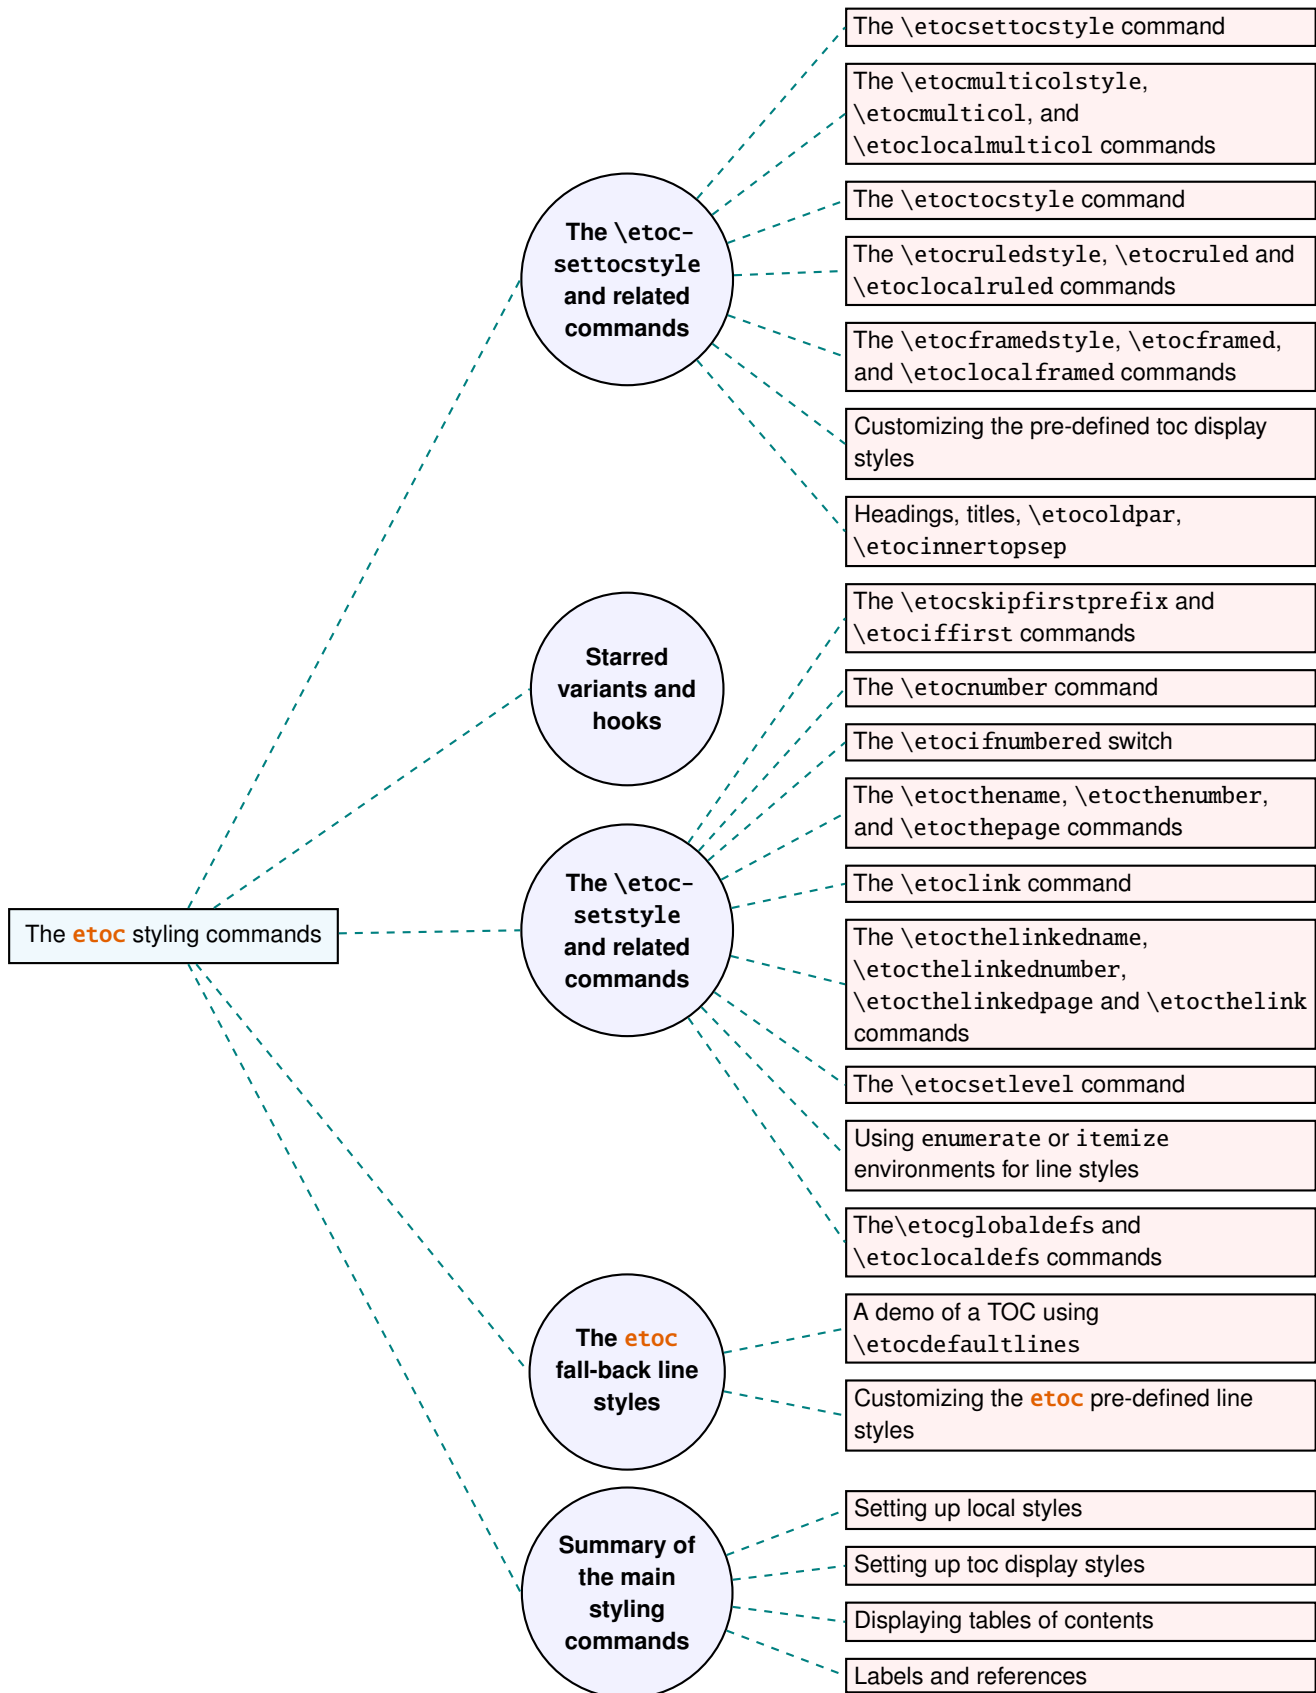 The etoc styling commands
The \etoc-
settocstyle
and related
commands
The \etocsettocstyle command
The \etocmulticolstyle,
\etocmulticol, and
\etoclocalmulticol commands
The \etoctocstyle command
The \etocruledstyle, \etocruled and
\etoclocalruled commands
The \etocframedstyle, \etocframed,
and \etoclocalframed commands
Customizing the pre-defined toc display
styles
Headings, titles, \etocoldpar,
\etocinnertopsep
Starred
variants and
hooks
The \etoc-
setstyle
and related
commands
The \etocskipfirstprefix and
\etociffirst commands
The \etocnumber command
The \etocifnumbered switch
The \etocthename, \etocthenumber,
and \etocthepage commands
The \etoclink command
The \etocthelinkedname,
\etocthelinkednumber,
\etocthelinkedpage and \etocthelink
commands
The \etocsetlevel command
Using enumerate or itemize
environments for line styles
The\etocglobaldefs and
\etoclocaldefs commands
The etoc
fall-back line
styles
A demo of a TOC using
\etocdefaultlines
Customizing the etoc pre-defined line
styles
Summary of
the main
styling
commands
Setting up local styles
Setting up toc display styles
Displaying tables of contents
Labels and references